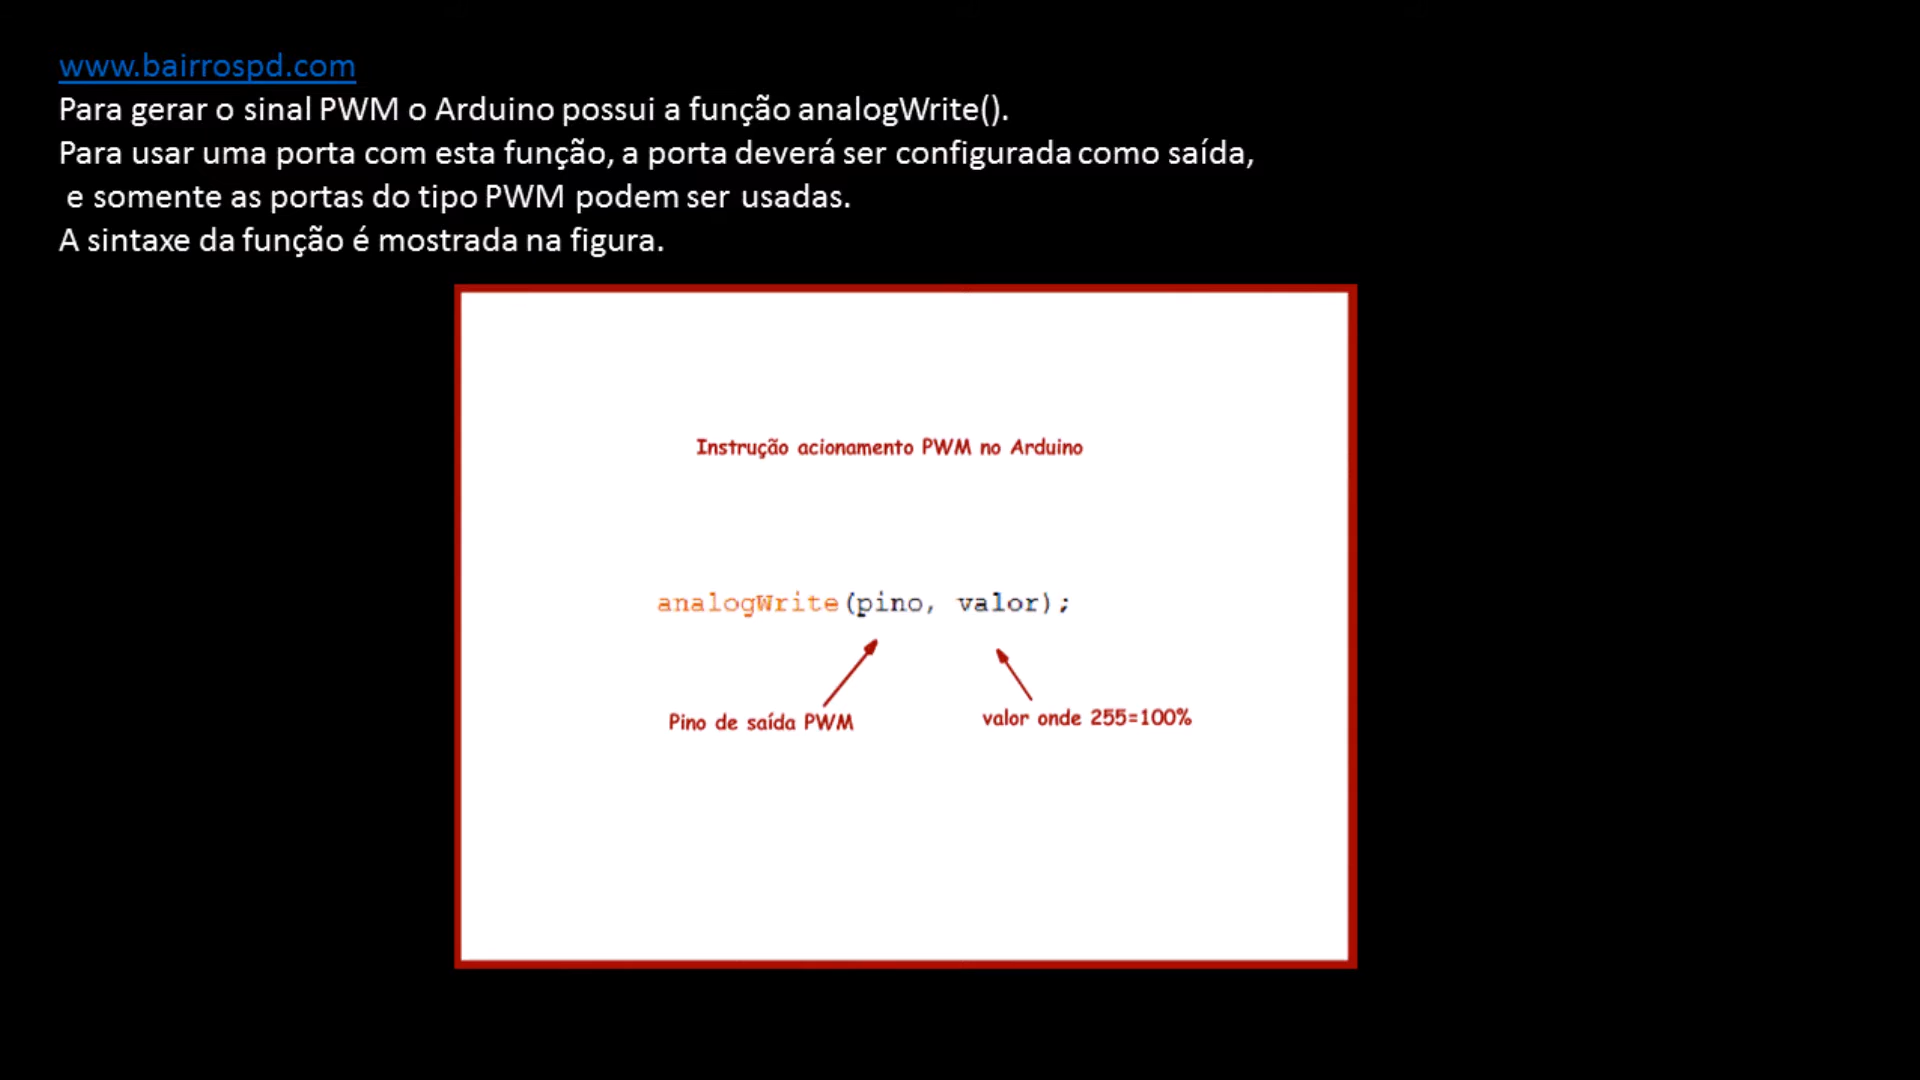 www.bairrospd.com
Para gerar o sinal PWM o Arduino possui a função analogWrite().
Para usar uma porta com esta função, a porta deverá ser configurada como saída,
e somente as portas do tipo PWM podem ser usadas.
A sintaxe da função é mostrada na figura.
Instrução acionamento PWM no Arduino
analogWrite(pino, valor);
Pino de saída PWM
valor onde 255=100%